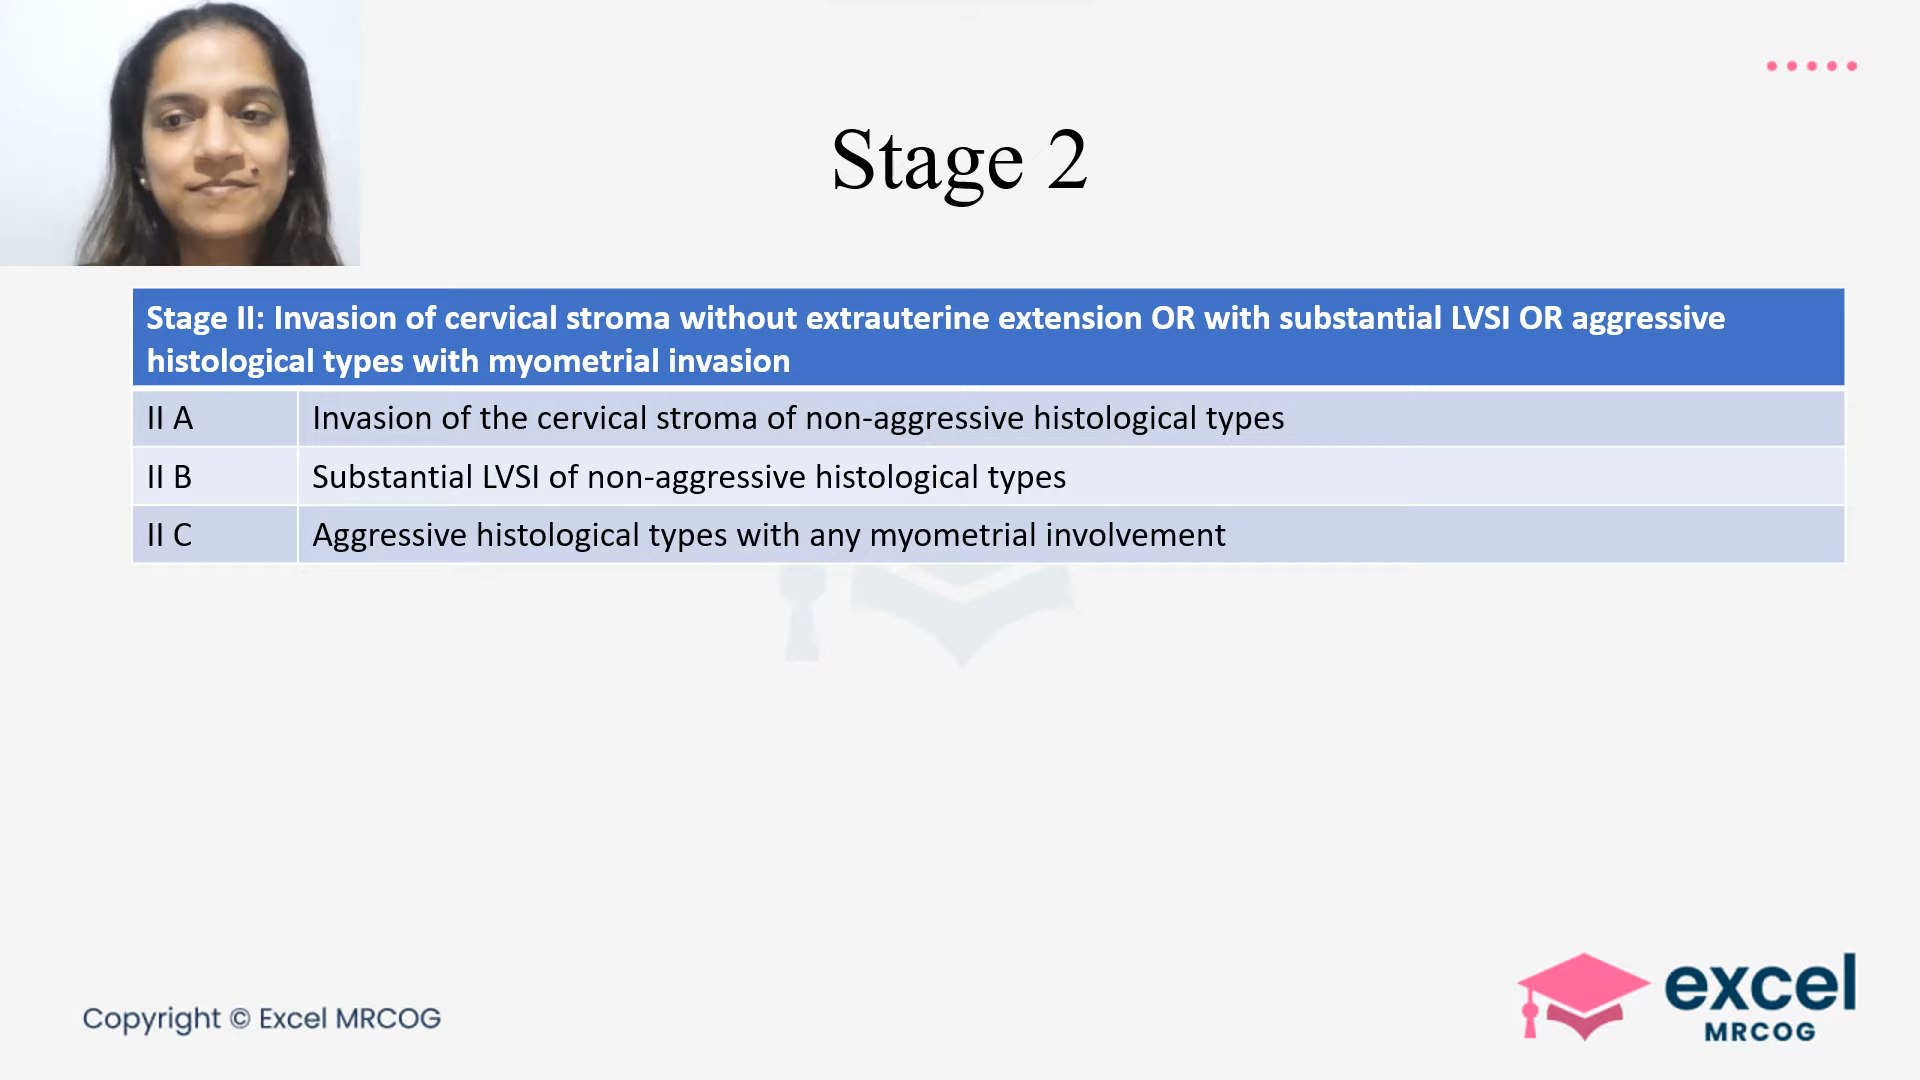 Stage 2
Stage II: Invasion of cervical stroma without extrauterine extension OR with substantial LVSI OR aggressive
histological types with myometrial invasion
II A Invasion of the cervical stroma of non-aggressive histological types
II B Substantial LVSI of non-aggressive histological types
II C Aggressive histological types with any myometrial involvement
Copyright © Excel MRCOG
excel
MRCOG